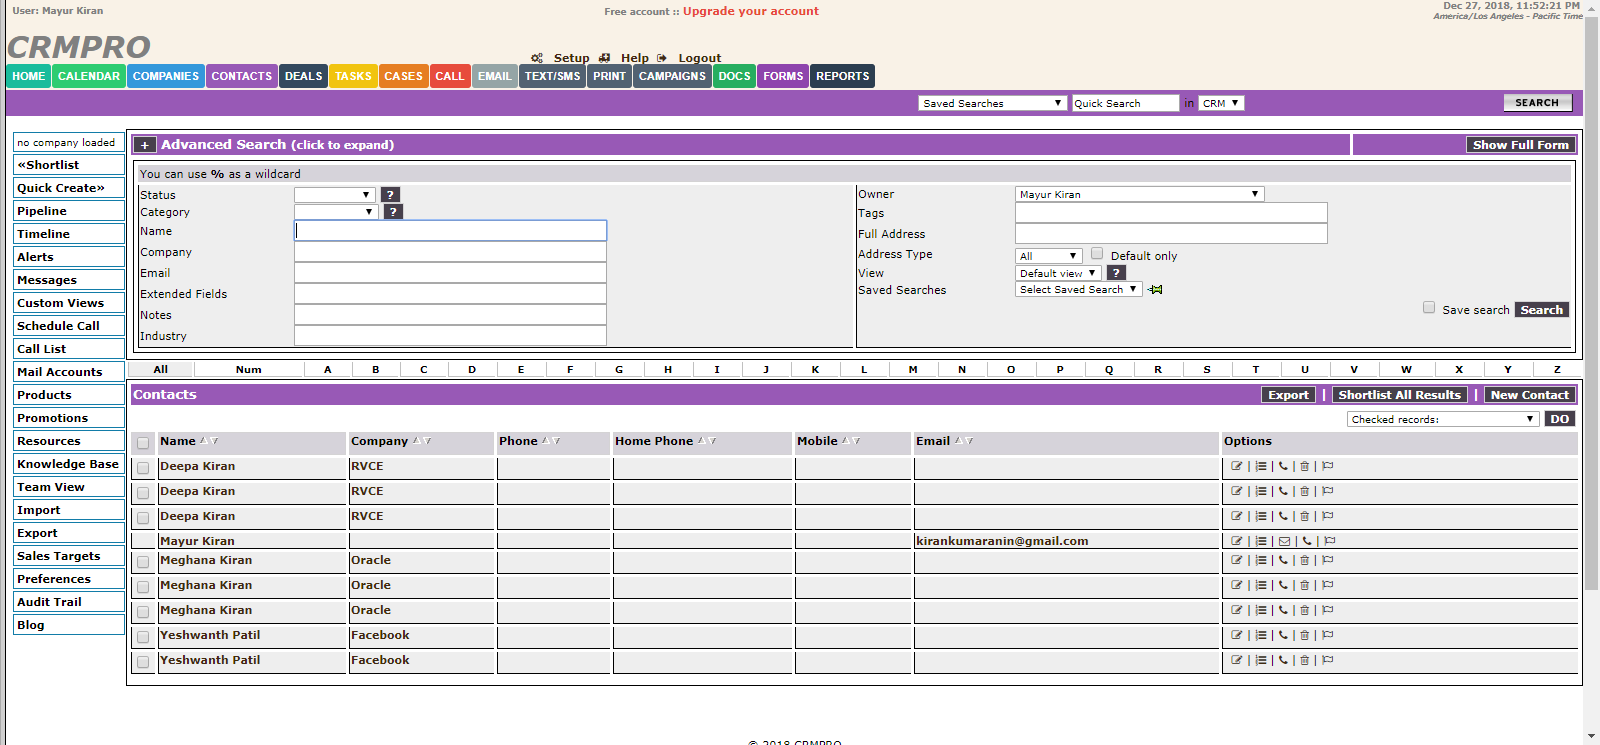 User: Mayur Kiran
Free account :: Upgrade your account
Dec 27, 2018, 11:52:21 PM
America/Los Angeles - Pacific Time
CRMPRO
Setup Help Logout
HOME CALENDAR COMPANIES CONTACTS DEALS TASKS CASES CALL EMAIL TEXT/SMS PRINT CAMPAIGNS DOCS FORMS REPORTS
Saved Searches Quick Search in CRM SEARCH
no company loaded
«Shortlist
Quick Create»
Pipeline
Timeline
Alerts
Messages
Custom Views
Schedule Call
Call List
Mail Accounts
Products
Promotions
Resources
Knowledge Base
Team View
Import
Export
Sales Targets
Preferences
Audit Trail
Blog
+ Advanced Search (click to expand) Show Full Form
You can use % as a wildcard
Status ?
Category ?
Name
Company
Email
Extended Fields
Notes
Industry
Owner Mayur Kiran
Tags
Full Address
Address Type All Default only
View Default view ?
Saved Searches Select Saved Search
Save search Search
All Num A B C D E F G H I J K L M N O P Q R S T U V W X Y Z
Contacts Export | Shortlist All Results | New Contact
Checked records: DO
Name Company Phone Home Phone Mobile Email Options
Deepa Kiran RVCE
Deepa Kiran RVCE
Deepa Kiran RVCE
Mayur Kiran kirankumaranin@gmail.com
Meghana Kiran Oracle
Meghana Kiran Oracle
Meghana Kiran Oracle
Yeshwanth Patil Facebook
Yeshwanth Patil Facebook
© 2018 CRMPRO